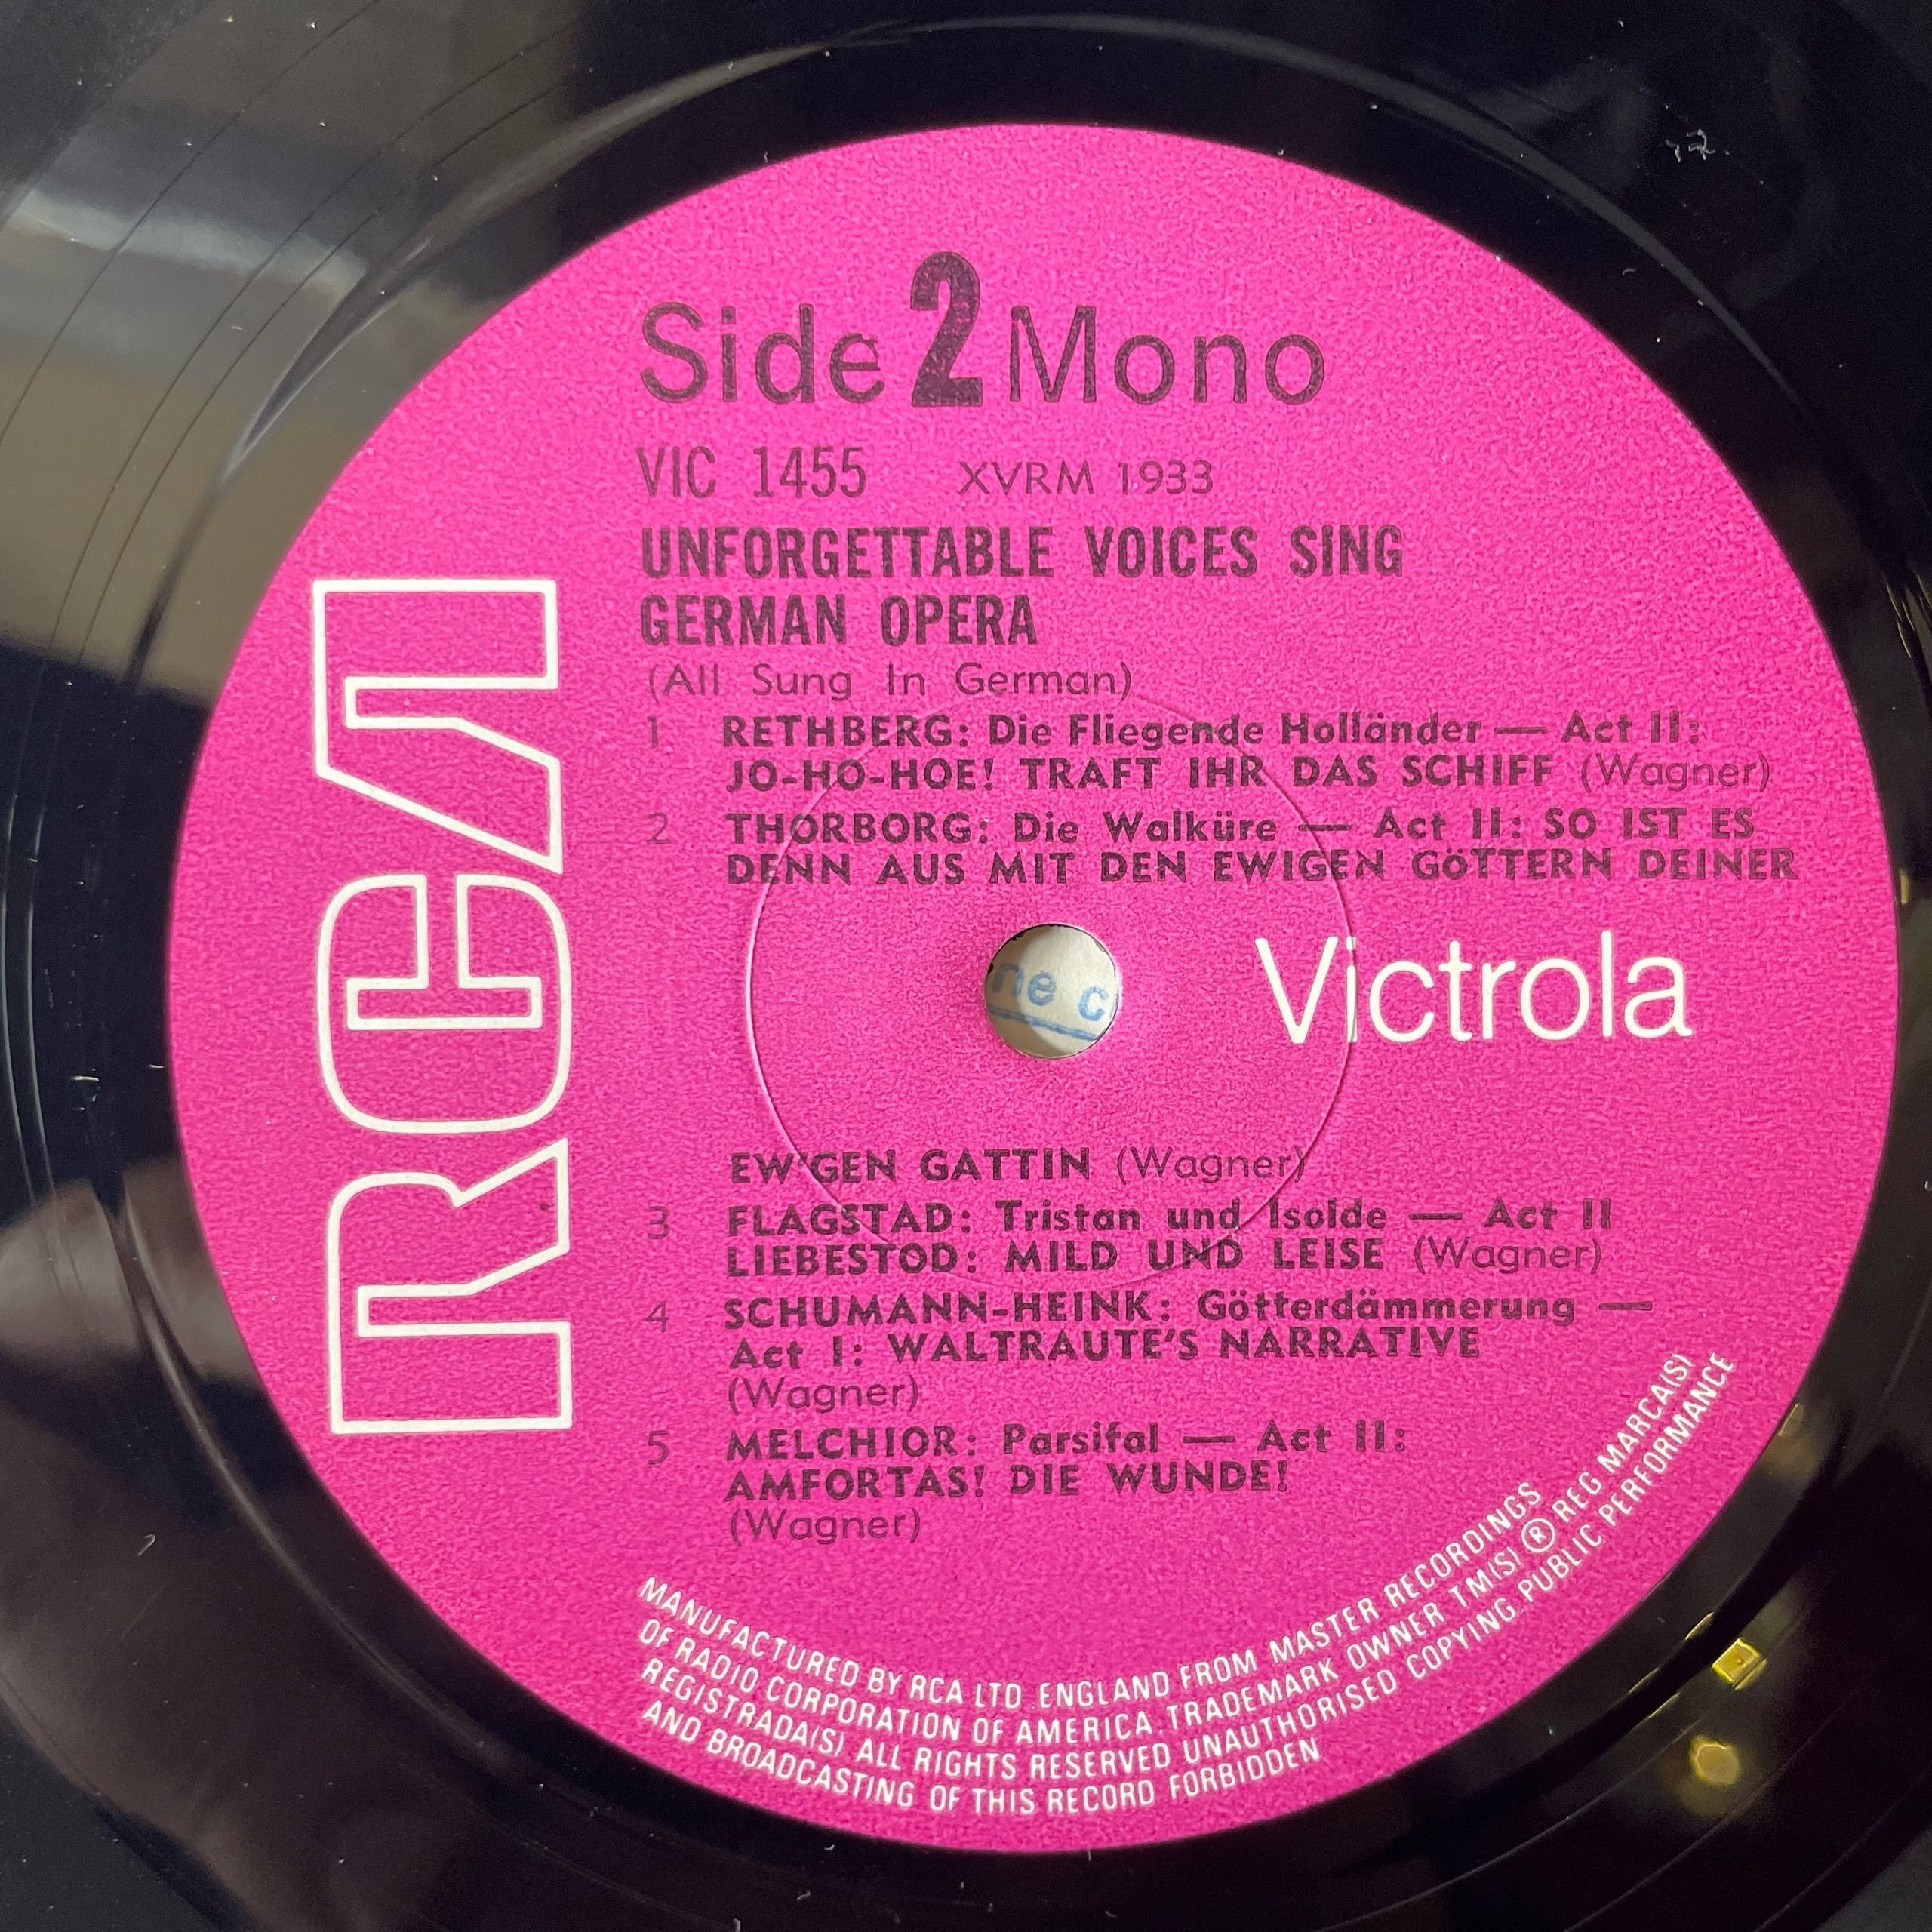 Side 2 Mono
VIC 1455 XVRM 1933
UNFORGETTABLE VOICES SING
GERMAN OPERA
(All Sung In German)
1 RETHBERG: Die Fliegende Holländer — Act II:
JO-HO-HOE! TRAFT IHR DAS SCHIFF (Wagner)
2 THORBORG: Die Walküre — Act II: SO IST ES
DENN AUS MIT DEN EWIGEN GÖTTERN DEINER
RCA
ne c
Victrola
EW'GEN GATTIN (Wagner)
3 FLAGSTAD: Tristan und Isolde — Act II
LIEBESTOD: MILD UND LEISE (Wagner)
4 SCHUMANN-HEINK: Götterdämmerung —
Act I: WALTRAUTE'S NARRATIVE
(Wagner)
5 MELCHIOR: Parsifal — Act II:
AMFORTAS! DIE WUNDE!
(Wagner)
MANUFACTURED BY RCA LTD. ENGLAND FROM MASTER RECORDINGS
OF RADIO CORPORATION OF AMERICA. TRADEMARK OWNER TM(S) ® REG MARCA(S)
REGISTRADA(S) ALL RIGHTS RESERVED UNAUTHORISED COPYING PUBLIC PERFORMANCE
AND BROADCASTING OF THIS RECORD FORBIDDEN